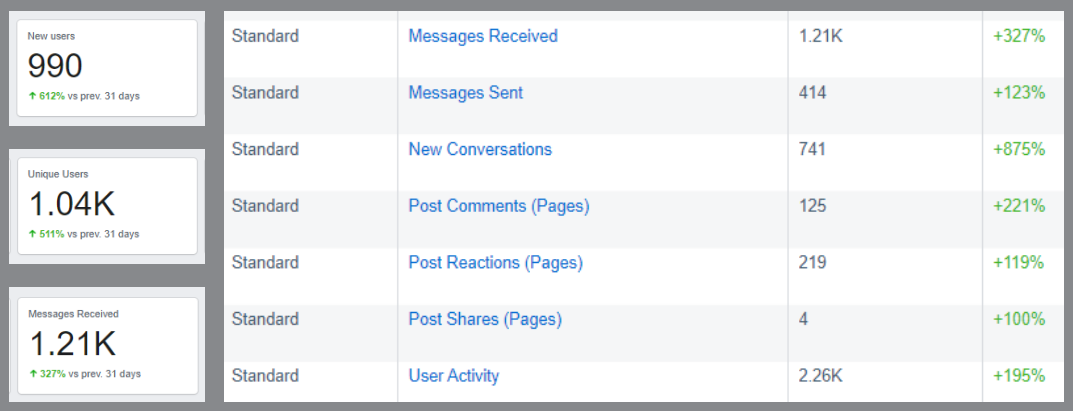 New users
990
↑ 612% vs prev. 31 days
Unique Users
1.04K
↑ 511% vs prev. 31 days
Messages Received
1.21K
↑ 327% vs prev. 31 days
Standard Messages Received 1.21K +327%
Standard Messages Sent 414 +123%
Standard New Conversations 741 +875%
Standard Post Comments (Pages) 125 +221%
Standard Post Reactions (Pages) 219 +119%
Standard Post Shares (Pages) 4 +100%
Standard User Activity 2.26K +195%